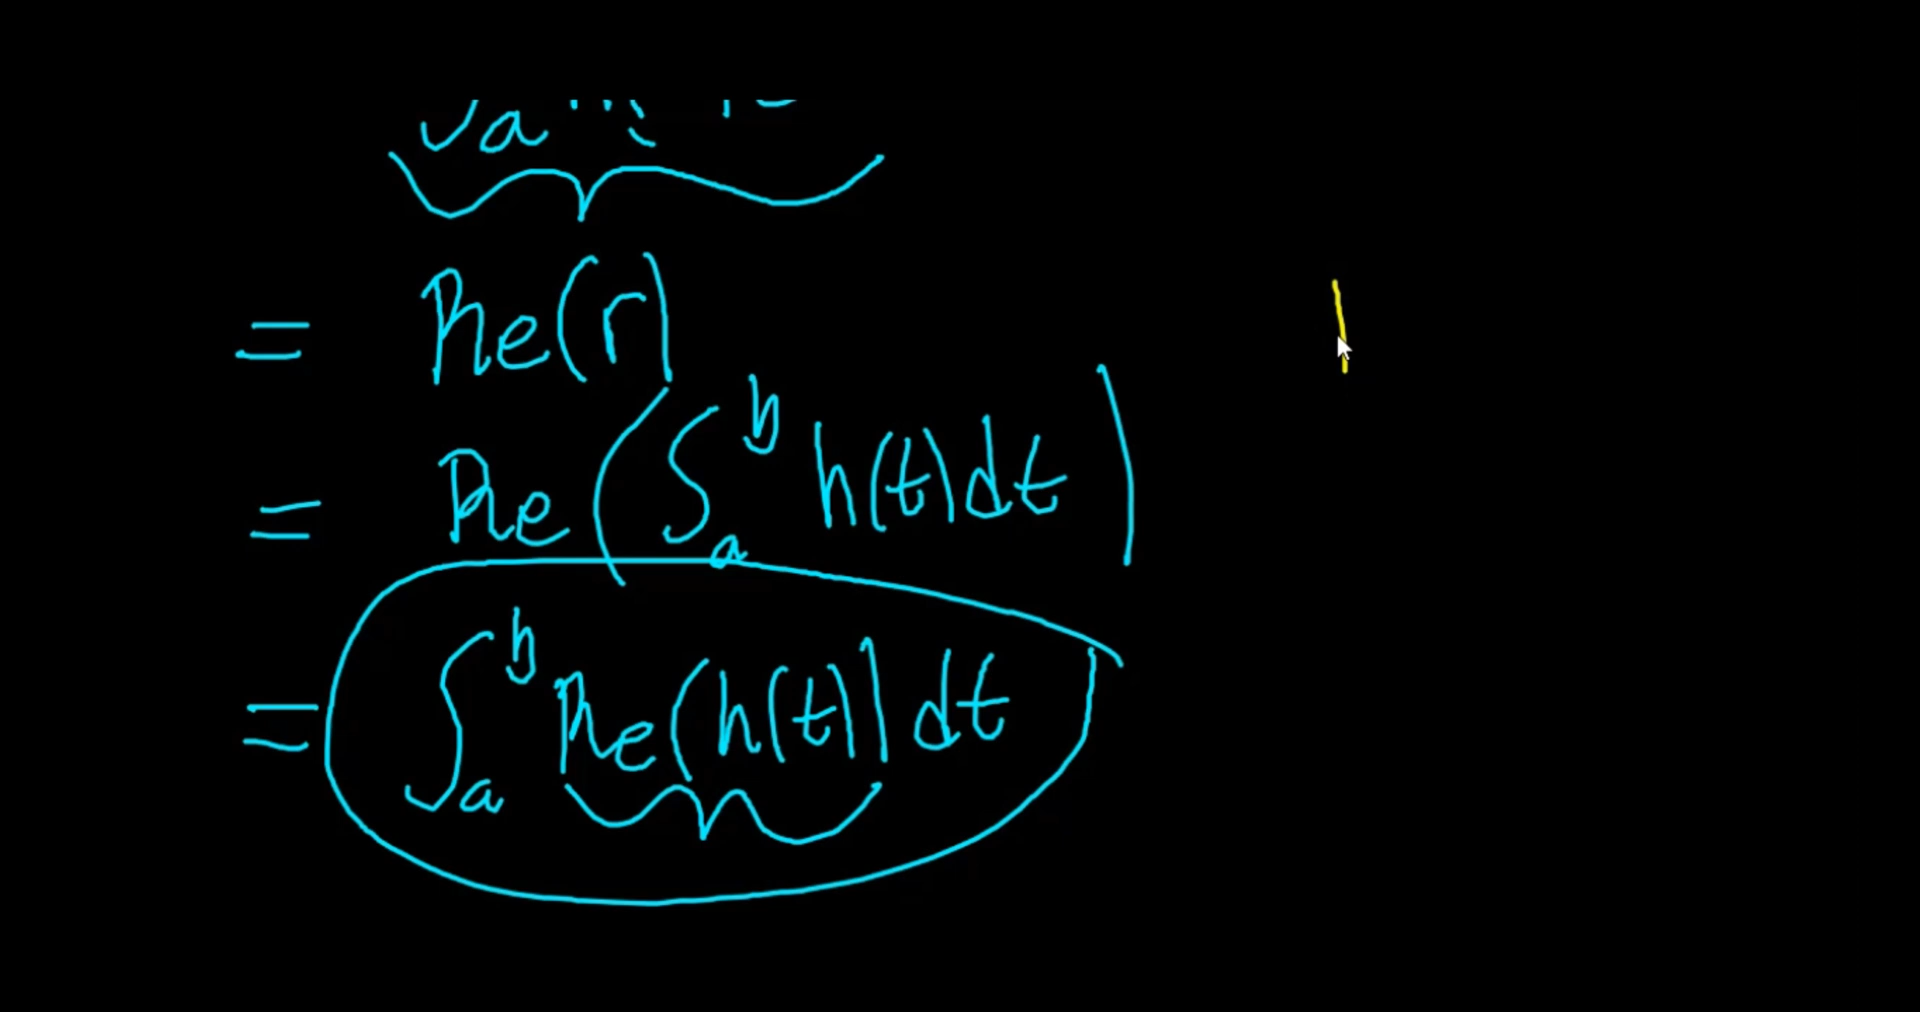 = Re(r)
= Re(∫_a^b h(t)dt)
= ∫_a^b Re(h(t))dt